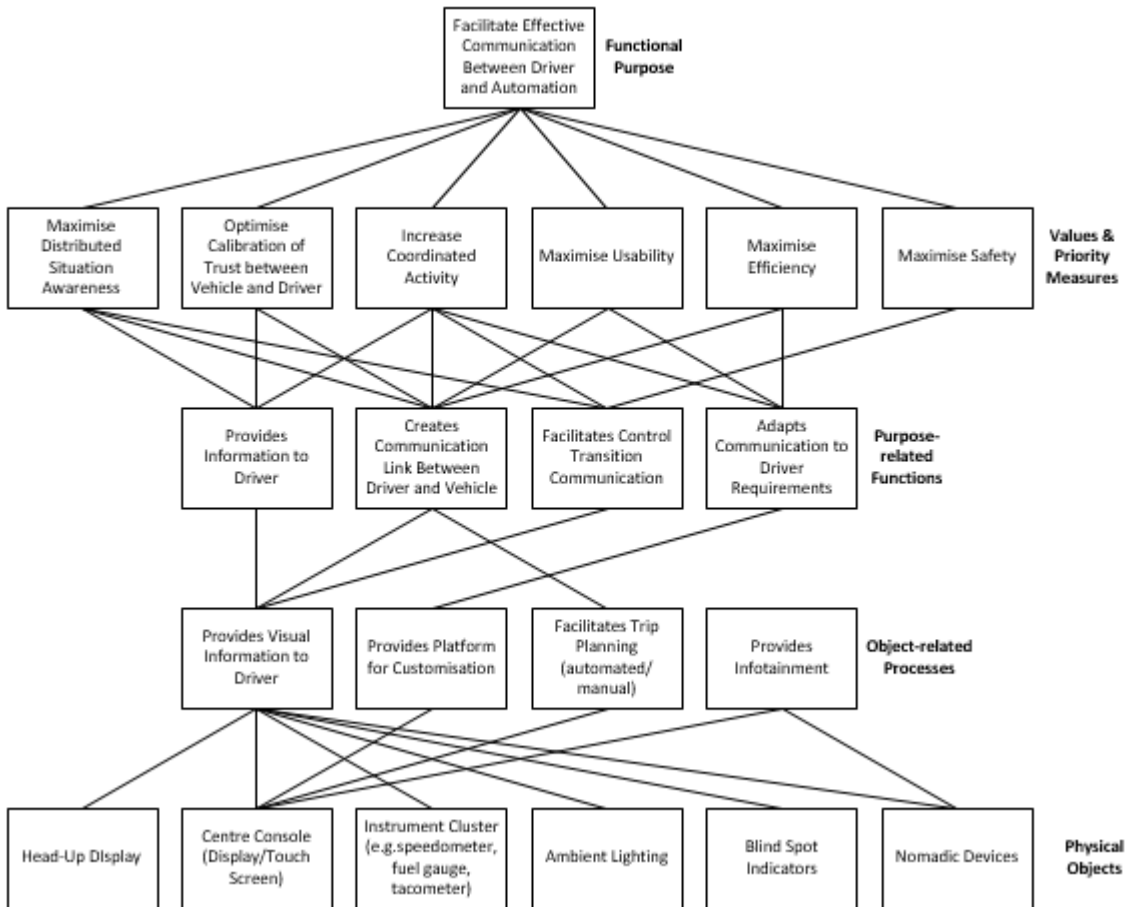 Facilitate Effective
Communication
Between Driver
and Automation
Functional
Purpose
Maximise
Distributed
Situation
Awareness
Optimise
Calibration of
Trust between
Vehicle and Driver
Increase
Coordinated
Activity
Maximise Usability
Maximise
Efficiency
Maximise Safety
Values &
Priority
Measures
Provides
Information to
Driver
Creates
Communication
Link Between
Driver and Vehicle
Facilitates Control
Transition
Communication
Adapts
Communication to
Driver
Requirements
Purpose-
related
Functions
Provides Visual
Information to
Driver
Provides Platform
for Customisation
Facilitates Trip
Planning
(automated/
manual)
Provides
Infotainment
Object-related
Processes
Head-Up DIsplay
Centre Console
(Display/Touch
Screen)
Instrument Cluster
(e.g.speedometer,
fuel gauge,
tacometer)
Ambient Lighting
Blind Spot
Indicators
Nomadic Devices
Physical
Objects